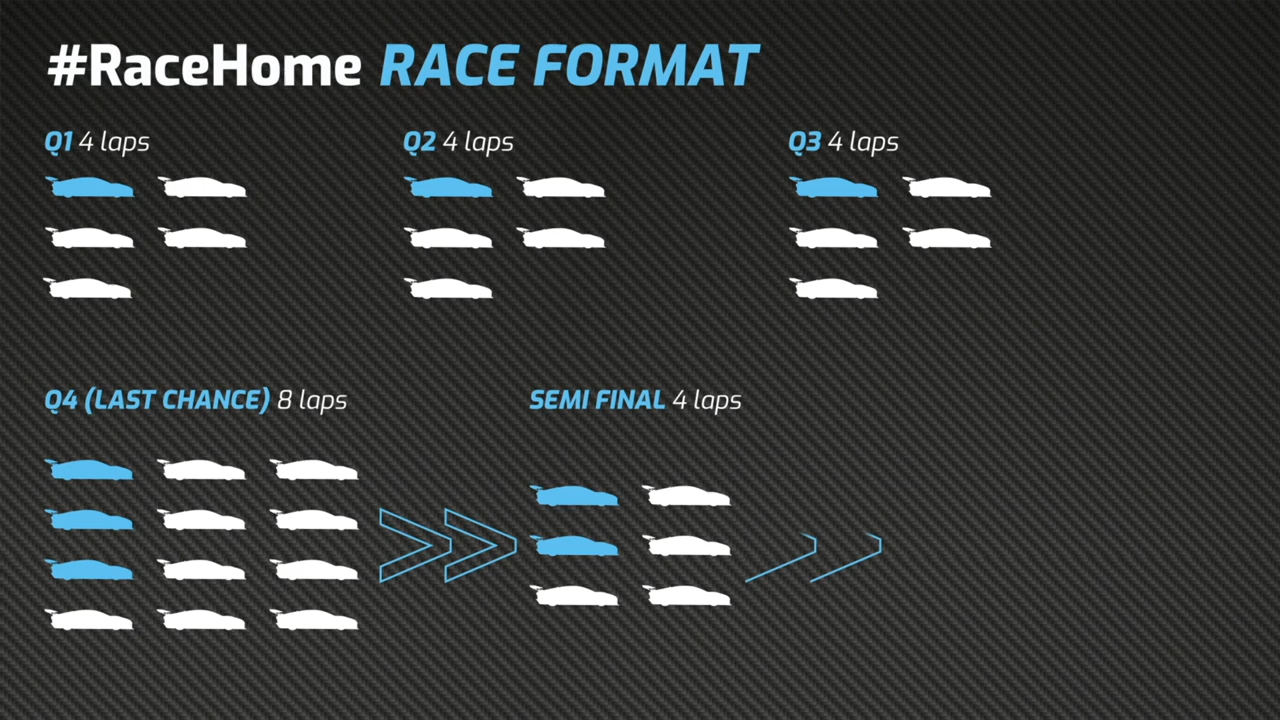 #RaceHome RACE FORMAT
Q1 4 laps
Q2 4 laps
Q3 4 laps
Q4 (LAST CHANCE) 8 laps
SEMI FINAL 4 laps